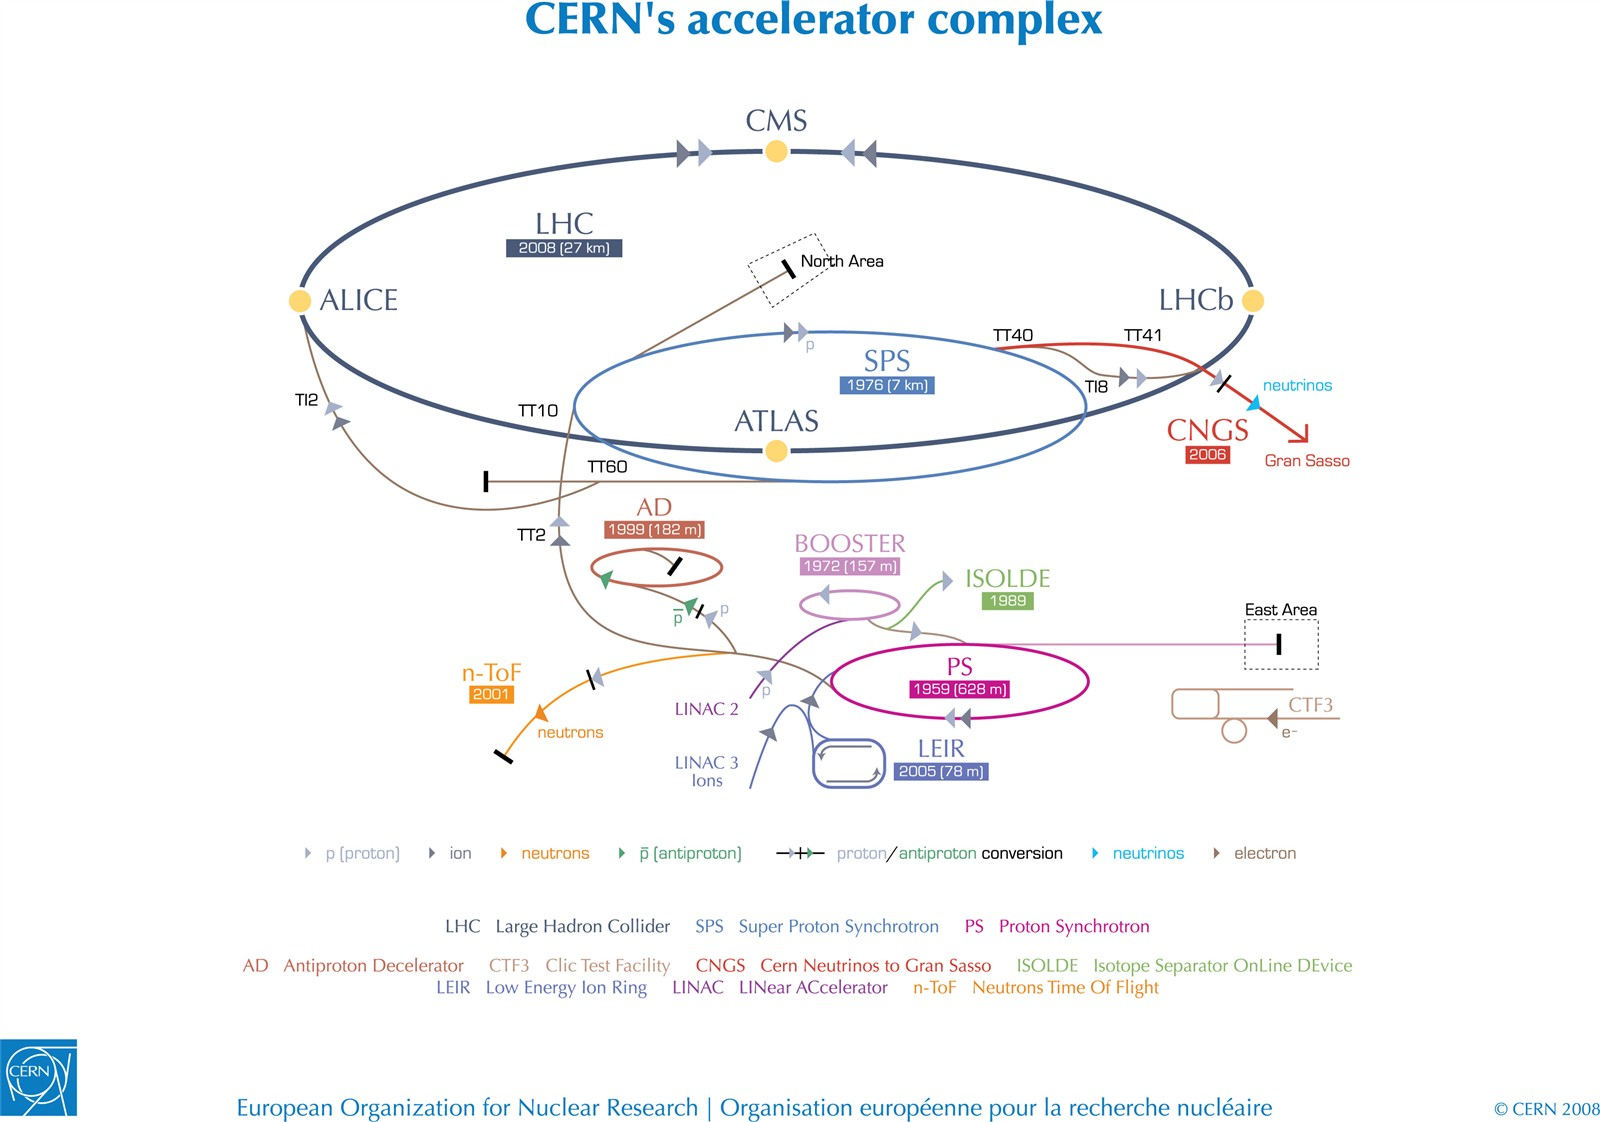 CERN's accelerator complex
CMS
LHC
2008 (27 km)
North Area
ALICE
LHCb
TT40
TT41
p
SPS
1976 (7 km)
TI8
neutrinos
TI2
TT10
ATLAS
CNGS
2006
Gran Sasso
TT60
AD
1999 (182 m)
TT2
BOOSTER
1972 (157 m)
ISOLDE
1989
East Area
p̅
p
n-ToF
2001
PS
1959 (628 m)
p
LINAC 2
neutrons
CTF3
e-
LEIR
2005 (78 m)
LINAC 3
Ions
p (proton) ion neutrons p̅ (antiproton) proton/antiproton conversion neutrinos electron
LHC Large Hadron Collider SPS Super Proton Synchrotron PS Proton Synchrotron
AD Antiproton Decelerator CTF3 Clic Test Facility CNGS Cern Neutrinos to Gran Sasso ISOLDE Isotope Separator OnLine DEvice
LEIR Low Energy Ion Ring LINAC LINear ACcelerator n-ToF Neutrons Time Of Flight
CERN
European Organization for Nuclear Research | Organisation européenne pour la recherche nucléaire
© CERN 2008